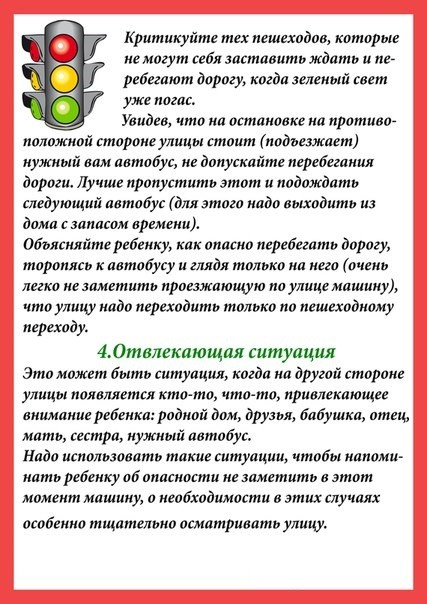 Критикуйте тех пешеходов, которые
не могут себя заставить ждать и пе-
ребегают дорогу, когда зеленый свет
уже погас.
Увидев, что на остановке на противо-
положной стороне улицы стоит (подъезжает)
нужный вам автобус, не допускайте перебегания
дороги. Лучше пропустить этот и подождать
следующий автобус (для этого надо выходить из
дома с запасом времени).
Объясняйте ребенку, как опасно перебегать дорогу,
торопясь к автобусу и глядя только на него (очень
легко не заметить проезжающую по улице машину),
что улицу надо переходить только по пешеходному
переходу.
4.Отвлекающая ситуация
Это может быть ситуация, когда на другой стороне
улицы появляется кто-то, что-то, привлекающее
внимание ребенка: родной дом, друзья, бабушка, отец,
мать, сестра, нужный автобус.
Надо использовать такие ситуации, чтобы напоми-
нать ребенку об опасности не заметить в этот
момент машину, о необходимости в этих случаях
особенно тщательно осматривать улицу.